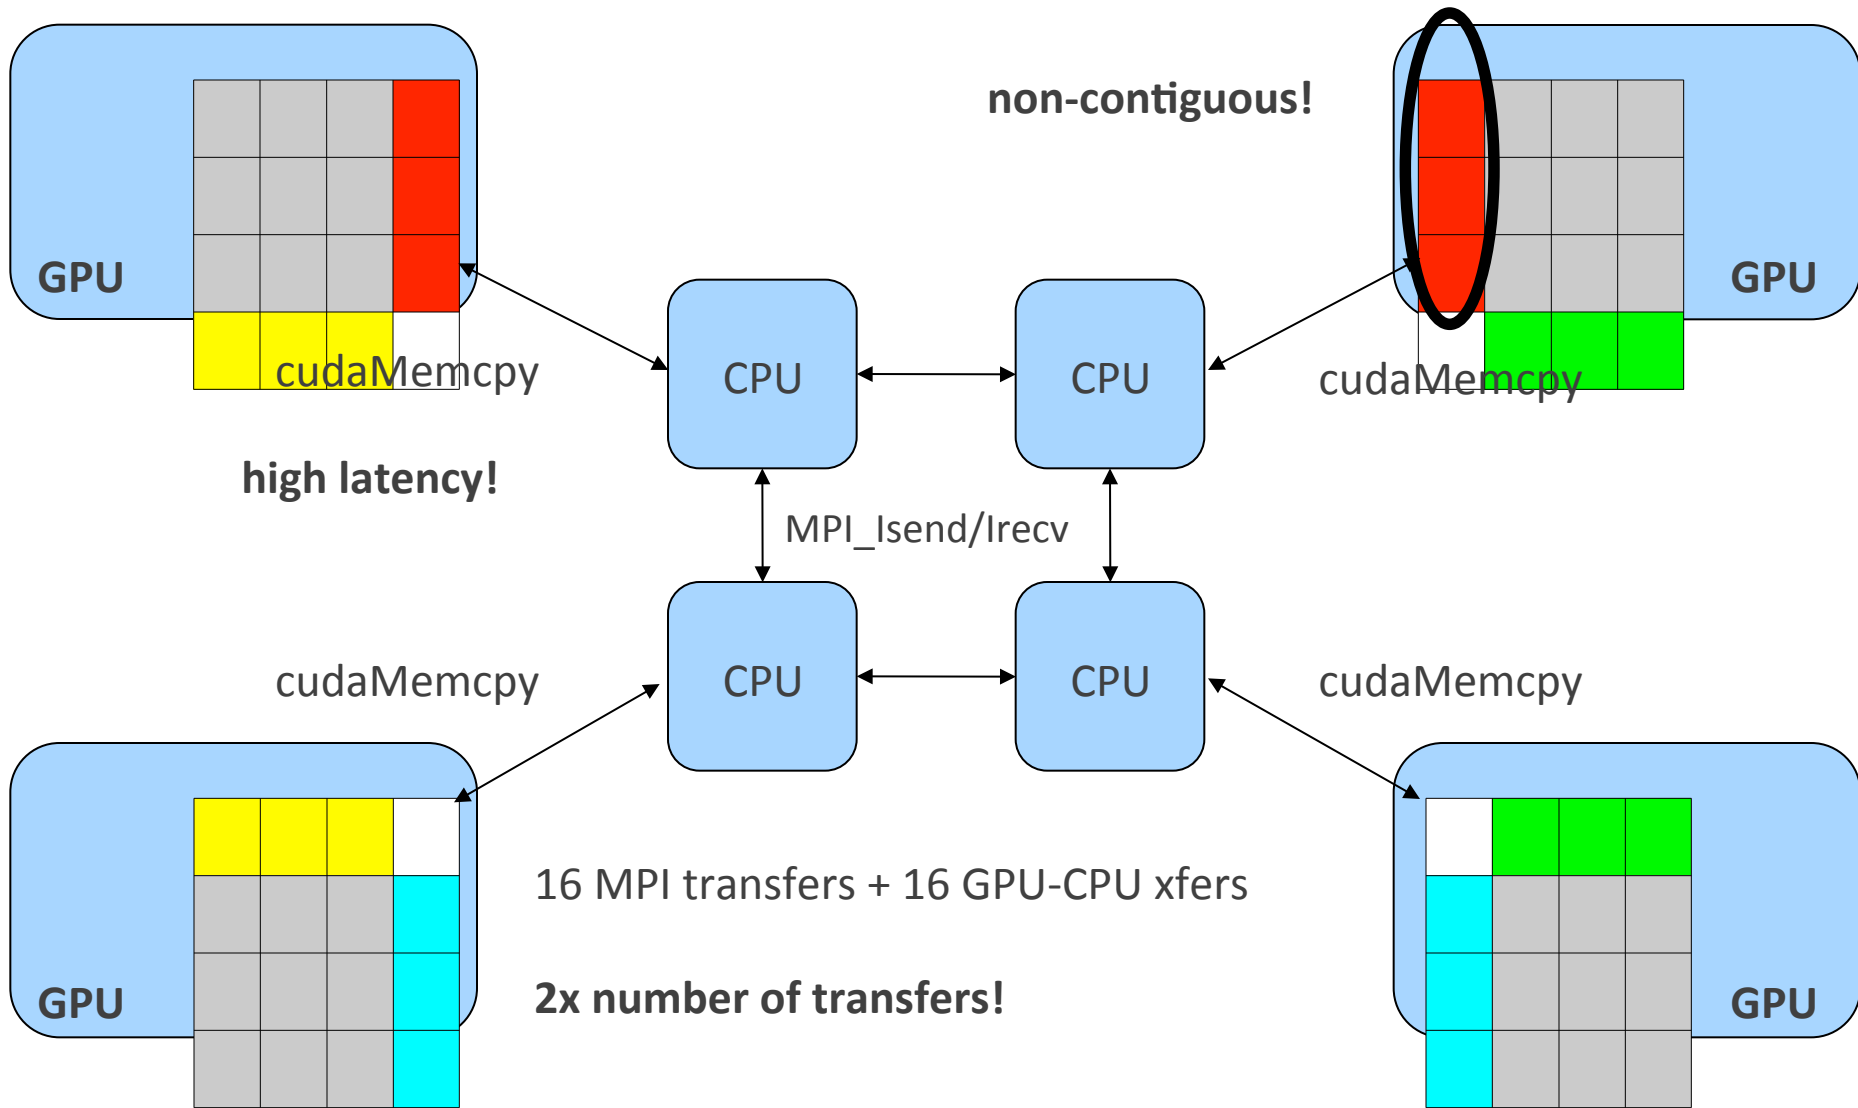 non-contiguous!
GPU
GPU
cudaMemcpy
CPU
CPU
cudaMemcpy
high latency!
MPI_Isend/Irecv
cudaMemcpy
CPU
CPU
cudaMemcpy
16 MPI transfers + 16 GPU-CPU xfers
GPU
2x number of transfers!
GPU